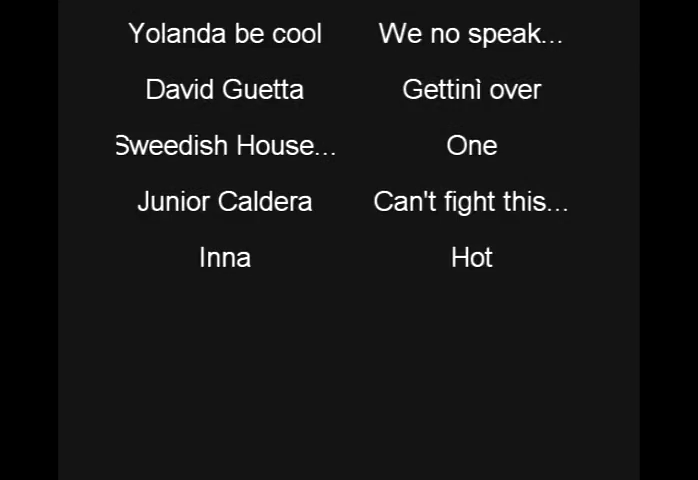 Yolanda be cool We no speak...
David Guetta Gettinì over
Sweedish House... One
Junior Caldera Can't fight this...
Inna Hot